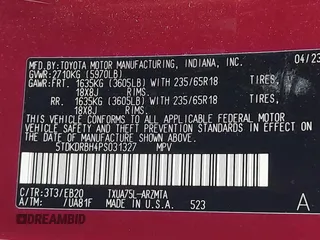 MFD.BY:TOYOTA MOTOR MANUFACTURING, INDIANA, INC. 04/23
GVWR:2710KG (5970LB)
GAWR:FRT. 1635KG (3605LB) WITH 235/65R18 TIRES,
18X8J RIMS,
RR. 1635KG (3605LB) WITH 235/65R18 TIRES,
18X8J RIMS,
THIS VEHICLE CONFORMS TO ALL APPLICABLE FEDERAL MOTOR
VEHICLE SAFETY AND THEFT PREVENTION STANDARDS IN EFFECT ON
THE DATE OF MANUFACTURE SHOWN ABOVE.
5TDKDRBH4PS031327 MPV
C/TR:3T3/EB20 TXUA75L-ARZMTA
A/TM: /UA81F MADE IN U.S.A. 523 A
DREAMBID